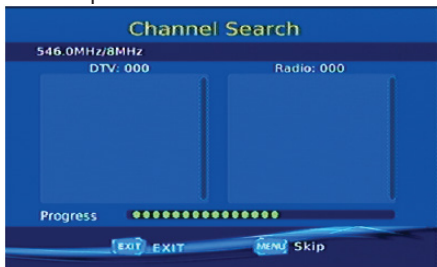 Channel Search
546.0MHz/8MHz
DTV: 000 Radio: 000
Progress
EXIT EXIT MENU Skip